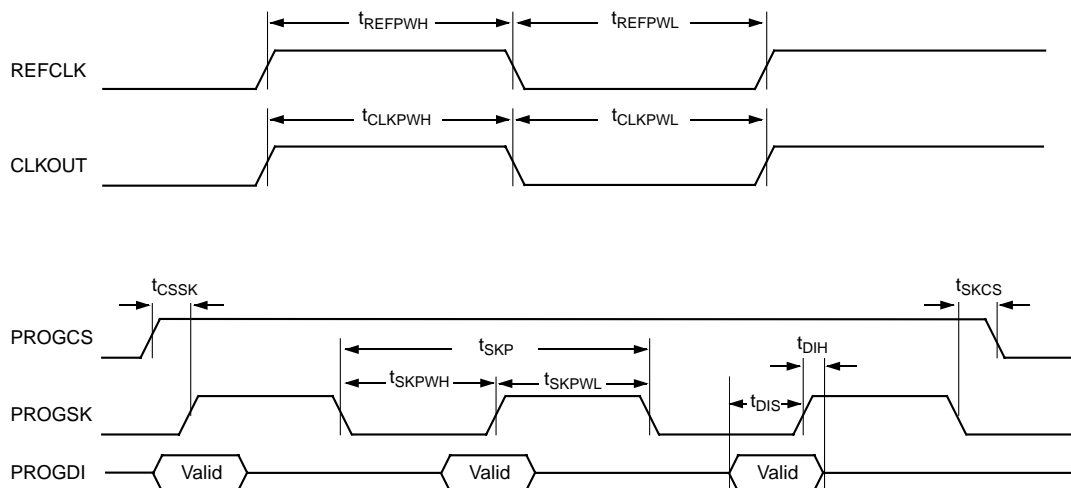 tREFPWH tREFPWL
REFCLK
tCLKPWH tCLKPWL
CLKOUT
tCSSK tSKCS
PROGCS
tSKP tDIH
tSKPWH tSKPWL
PROGSK tDIS
PROGDI Valid Valid Valid